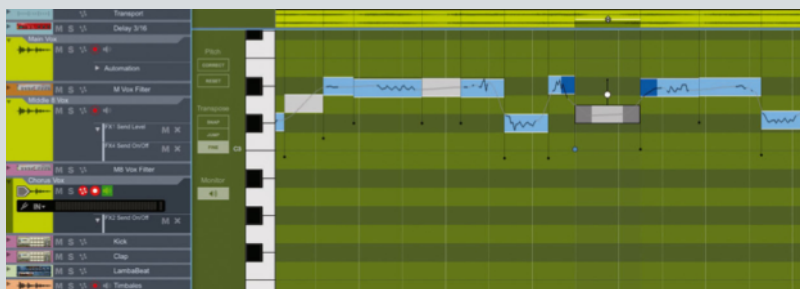 Transport
Delay 3/16
Main Vox
M S
Automation
M S M Vox Filter
Middle 8 Vox
M S
FX1 Send Level M X
FX4 Send On/Off M X
M S M8 Vox Filter
Chorus Vox
M S
IN+
FX2 Send On/Off M X
M S Kick
M S Clap
M S LambaBeat
M S Timbales
Pitch
CORRECT
RESET
Transpose
SNAP
JUMP
FINE
C3
Monitor